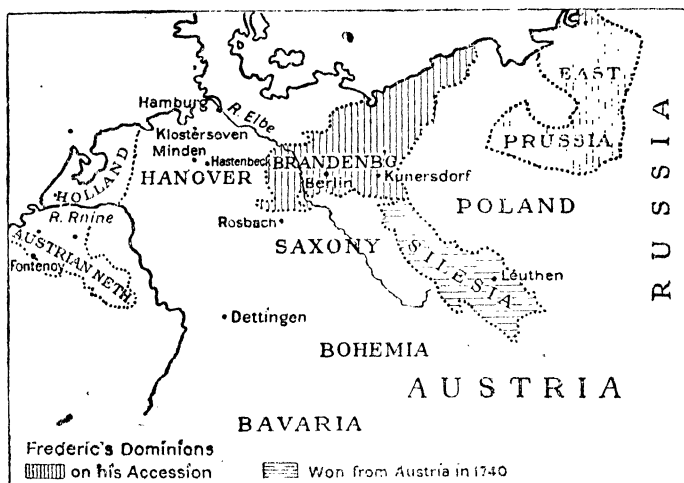 EAST
PRUSSIA
RUSSIA
Hamburg
R. Elbe
Klostersoven
Minden
Hastenbeck
HANOVER
BRANDENBG
Berlin
Kunersdorf
HOLLAND
POLAND
R. Rhine
Rosbach
SAXONY
SILESIA
AUSTRIAN NETH.
Fontenoy
Leuthen
Dettingen
BOHEMIA
AUSTRIA
BAVARIA
Frederic's Dominions
on his Accession
Won from Austria in 1740